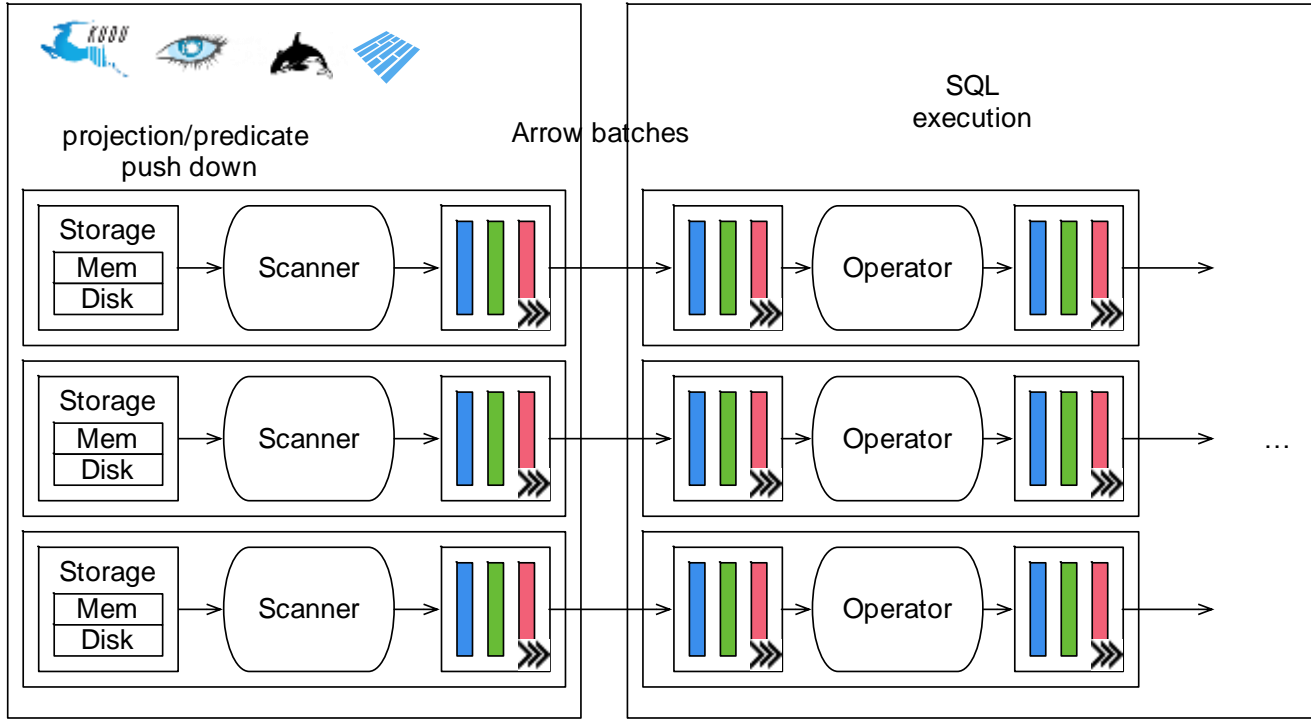 KUDU
projection/predicate
push down
Arrow batches
SQL
execution
Storage
Mem
Disk
Scanner
Operator
Storage
Mem
Disk
Scanner
Operator
...
Storage
Mem
Disk
Scanner
Operator